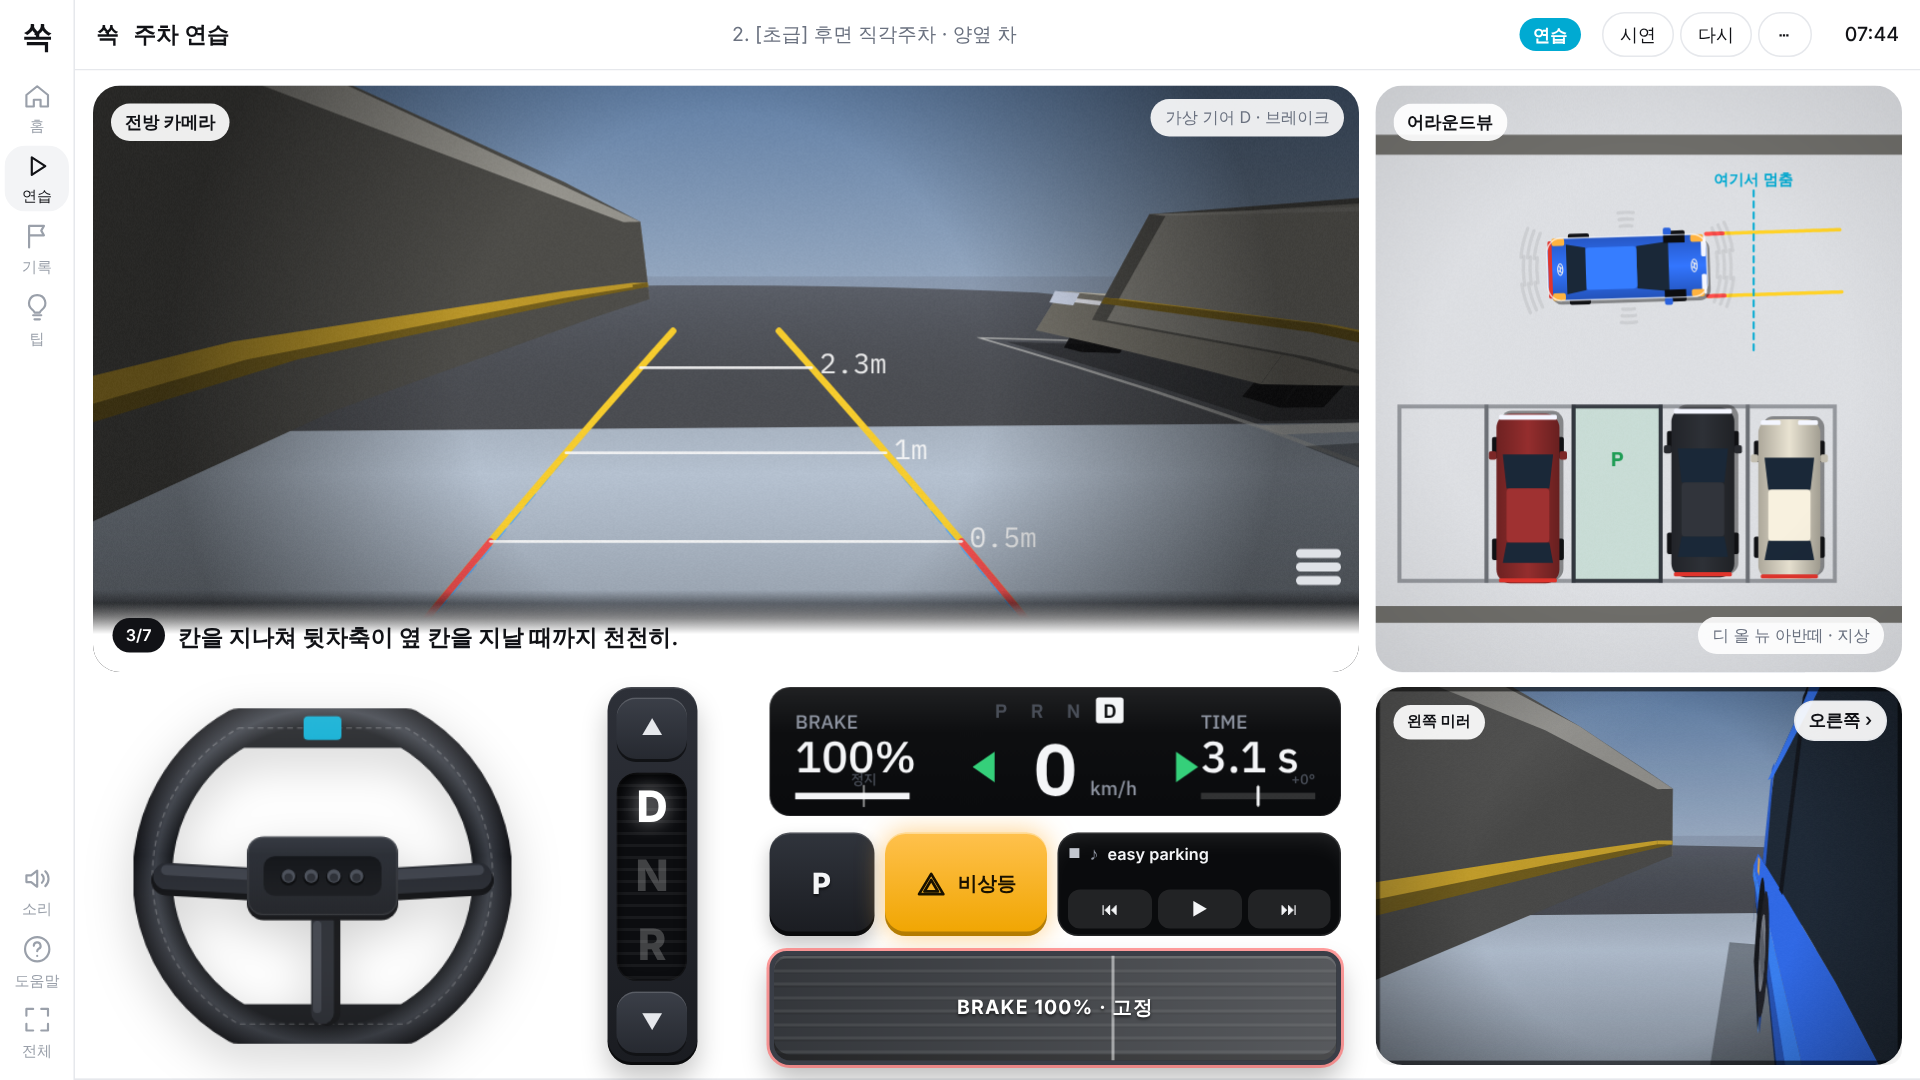 쏙
홈
연습
기록
팁
소리
도움말
전체
쏙 주차 연습
2. [초급] 후면 직각주차 · 양옆 차
연습
시연
다시
···
07:44
전방 카메라
가상 기어 D · 브레이크
2.3m
1m
0.5m
3/7 칸을 지나쳐 뒷차축이 옆 칸을 지날 때까지 천천히.
어라운드뷰
여기서 멈춤
P
디 올 뉴 아반떼 · 지상
D
N
R
P R N D
BRAKE
100%
정지
0 km/h
TIME
3.1 s
+0°
P
비상등
♪ easy parking
BRAKE 100% · 고정
왼쪽 미러
오른쪽 ›